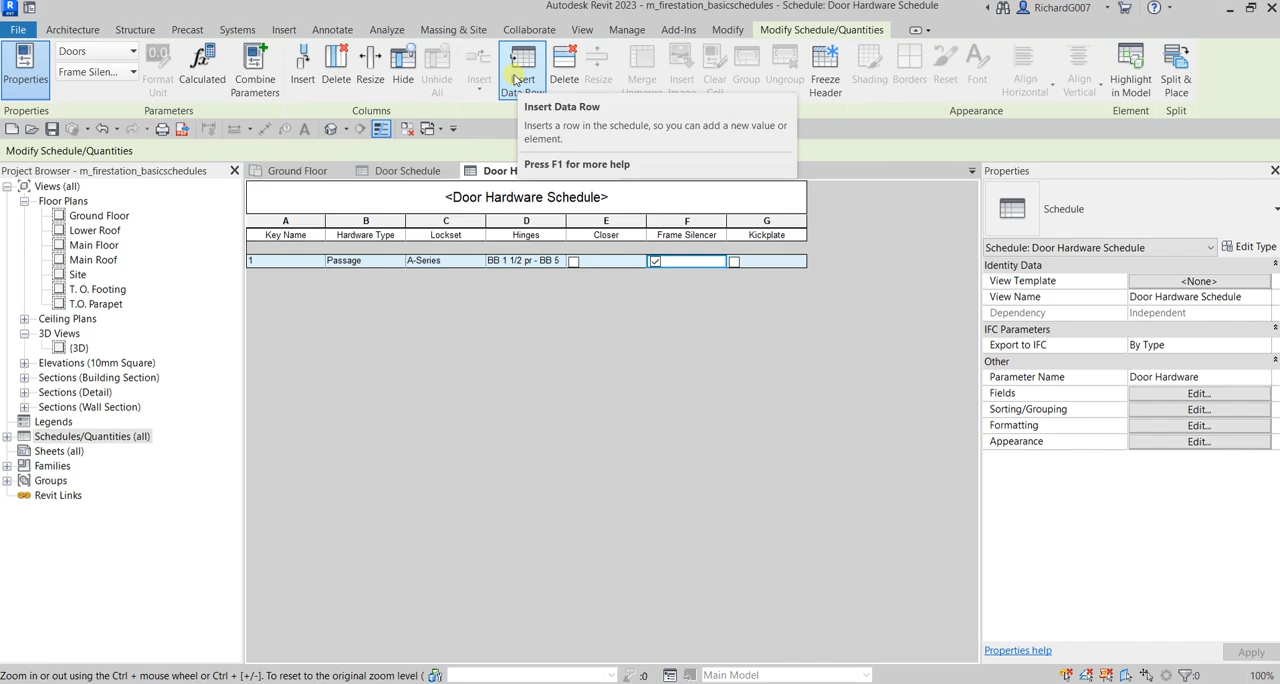 Autodesk Revit 2023 - m_firestation_basicschedules - Schedule: Door Hardware Schedule
RichardG007
File Architecture Structure Precast Systems Insert Annotate Analyze Massing & Site Collaborate View Manage Add-Ins Modify Modify Schedule/Quantities
Doors
Frame Silen...
Properties
Format Unit
Calculated
Combine Parameters
Insert
Delete
Resize
Hide
Unhide All
Insert
Insert Data Row
Delete
Resize
Merge Unmerge
Insert Image
Clear Cell
Group
Ungroup
Freeze Header
Shading
Borders
Reset
Font
Align Horizontal
Align Vertical
Highlight in Model
Split & Place
Properties Parameters Columns Appearance Element Split
Insert Data Row
Inserts a row in the schedule, so you can add a new value or
element.
Press F1 for more help
Modify Schedule/Quantities
Project Browser - m_firestation_basicschedules
Views (all)
Floor Plans
Ground Floor
Lower Roof
Main Floor
Main Roof
Site
T. O. Footing
T.O. Parapet
Ceiling Plans
3D Views
{3D}
Elevations (10mm Square)
Sections (Building Section)
Sections (Detail)
Sections (Wall Section)
Legends
Schedules/Quantities (all)
Sheets (all)
Families
Groups
Revit Links
Ground Floor Door Schedule Door H
<Door Hardware Schedule>
A B C D E F G
Key Name Hardware Type Lockset Hinges Closer Frame Silencer Kickplate
1 Passage A-Series BB 1 1/2 pr - BB 5
Properties
Schedule
Schedule: Door Hardware Schedule Edit Type
Identity Data
View Template <None>
View Name Door Hardware Schedule
Dependency Independent
IFC Parameters
Export to IFC By Type
Other
Parameter Name Door Hardware
Fields Edit...
Sorting/Grouping Edit...
Formatting Edit...
Appearance Edit...
Properties help Apply
Zoom in or out using the Ctrl + mouse wheel or Ctrl + [+/-]. To reset to the original zoom level (
:0 Main Model :0 100%